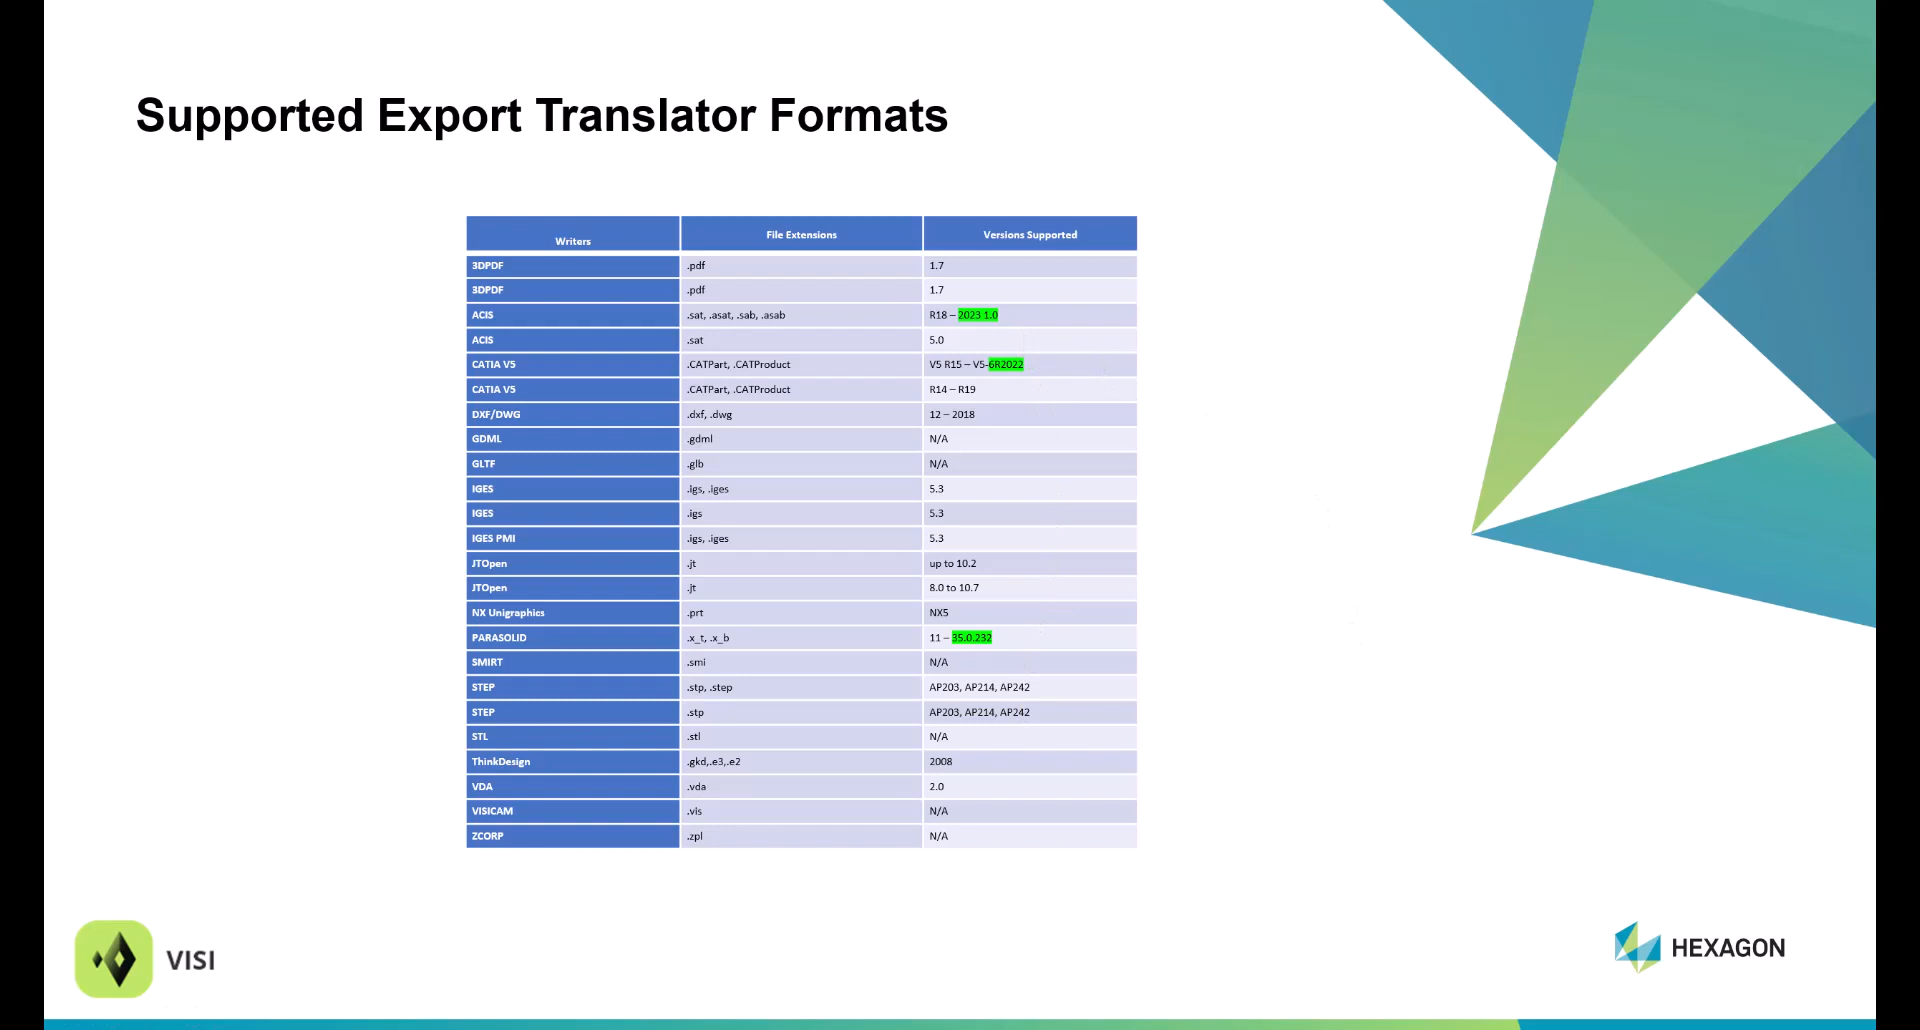 Supported Export Translator Formats
Writers File Extensions Versions Supported
3DPDF .pdf 1.7
3DPDF .pdf 1.7
ACIS .sat, .asat, .sab, .asab R18 – 2023 1.0
ACIS .sat 5.0
CATIA V5 .CATPart, .CATProduct V5 R15 – V5-6R2022
CATIA V5 .CATPart, .CATProduct R14 – R19
DXF/DWG .dxf, .dwg 12 – 2018
GDML .gdml N/A
GLTF .glb N/A
IGES .igs, .iges 5.3
IGES .igs 5.3
IGES PMI .igs, .iges 5.3
JTOpen .jt up to 10.2
JTOpen .jt 8.0 to 10.7
NX Unigraphics .prt NX5
PARASOLID .x_t, .x_b 11 – 35.0.232
SMIRT .smi N/A
STEP .stp, .step AP203, AP214, AP242
STEP .stp AP203, AP214, AP242
STL .stl N/A
ThinkDesign .gkd,.e3,.e2 2008
VDA .vda 2.0
VISICAM .vis N/A
ZCORP .zpl N/A
VISI
HEXAGON